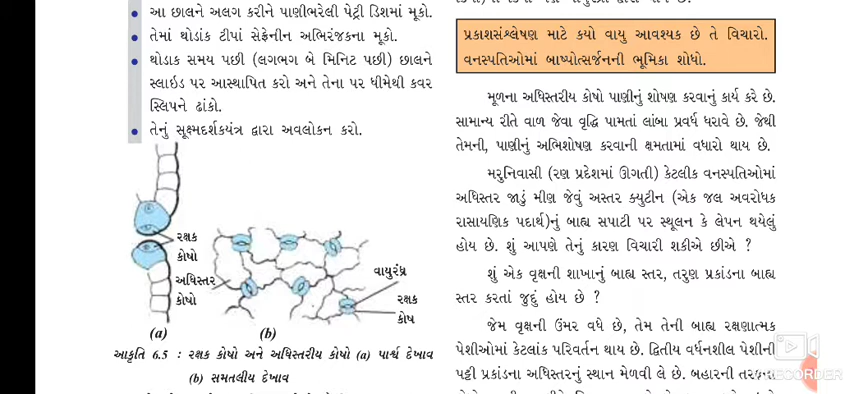 આ છાલને અલગ કરીને પાણીભરેલી પેટ્રી ડિશમાં મૂકો.
તેમાં થોડાંક ટીપાં સેફ્રેનીન અભિરંજકના મૂકો.
થોડાક સમય પછી (લગભગ બે મિનિટ પછી) છાલને
સ્લાઇડ પર આસ્થાપિત કરો અને તેના પર ધીમેથી કવર
સ્લિપને ઢાંકો.
તેનું સૂક્ષ્મદર્શકયંત્ર દ્વારા અવલોકન કરો.
રક્ષક
કોષો
અધિસ્તર
કોષો
વાયુરંધ્ર
રક્ષક
કોષ
(a)
(b)
આકૃતિ 6.5 : રક્ષક કોષો અને અધિસ્તરીય કોષો (a) પાર્શ્વ દેખાવ
(b) સમતલીય દેખાવ
પ્રકાશસંશ્લેષણ માટે કયો વાયુ આવશ્યક છે તે વિચારો.
વનસ્પતિઓમાં બાષ્પોત્સર્જનની ભૂમિકા શોધો.
મૂળના અધિસ્તરીય કોષો પાણીનું શોષણ કરવાનું કાર્ય કરે છે.
સામાન્ય રીતે વાળ જેવા વૃદ્ધિ પામતાં લાંબા પ્રવર્ધ ધરાવે છે. જેથી
તેમની, પાણીનું અભિશોષણ કરવાની ક્ષમતામાં વધારો થાય છે.
મરુનિવાસી (રણ પ્રદેશમાં ઊગતી) કેટલીક વનસ્પતિઓમાં
અધિસ્તર જાડું મીણ જેવું અસ્તર ક્યુટીન (એક જલ અવરોધક
રાસાયણિક પદાર્થ)નું બાહ્ય સપાટી પર સ્થૂલન કે લેપન થયેલું
હોય છે. શું આપણે તેનું કારણ વિચારી શકીએ છીએ ?
શું એક વૃક્ષની શાખાનું બાહ્ય સ્તર, તરુણ પ્રકાંડના બાહ્ય
સ્તર કરતાં જુદું હોય છે ?
જેમ વૃક્ષની ઉંમર વધે છે, તેમ તેની બાહ્ય રક્ષણાત્મક
પેશીઓમાં કેટલાંક પરિવર્તન થાય છે. દ્વિતીય વર્ધનશીલ પેશીની
પટ્ટી પ્રકાંડના અધિસ્તરનું સ્થાન મેળવી લે છે. બહારની તરફના
RECORDER